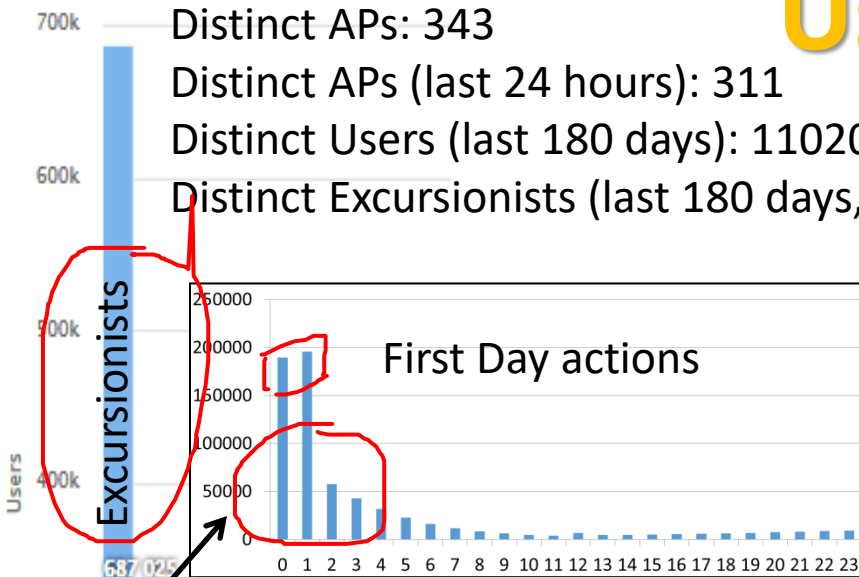 700k
Distinct APs: 343
Distinct APs (last 24 hours): 311
Distinct Users (last 180 days): 11020
600k
Distinct Excursionists (last 180 days,
500k
400k
Users
Excursionists
687 025
First Day actions
250000
200000
150000
100000
50000
0
0 1 2 3 4 5 6 7 8 9 10 11 12 13 14 15 16 17 18 19 20 21 22 23